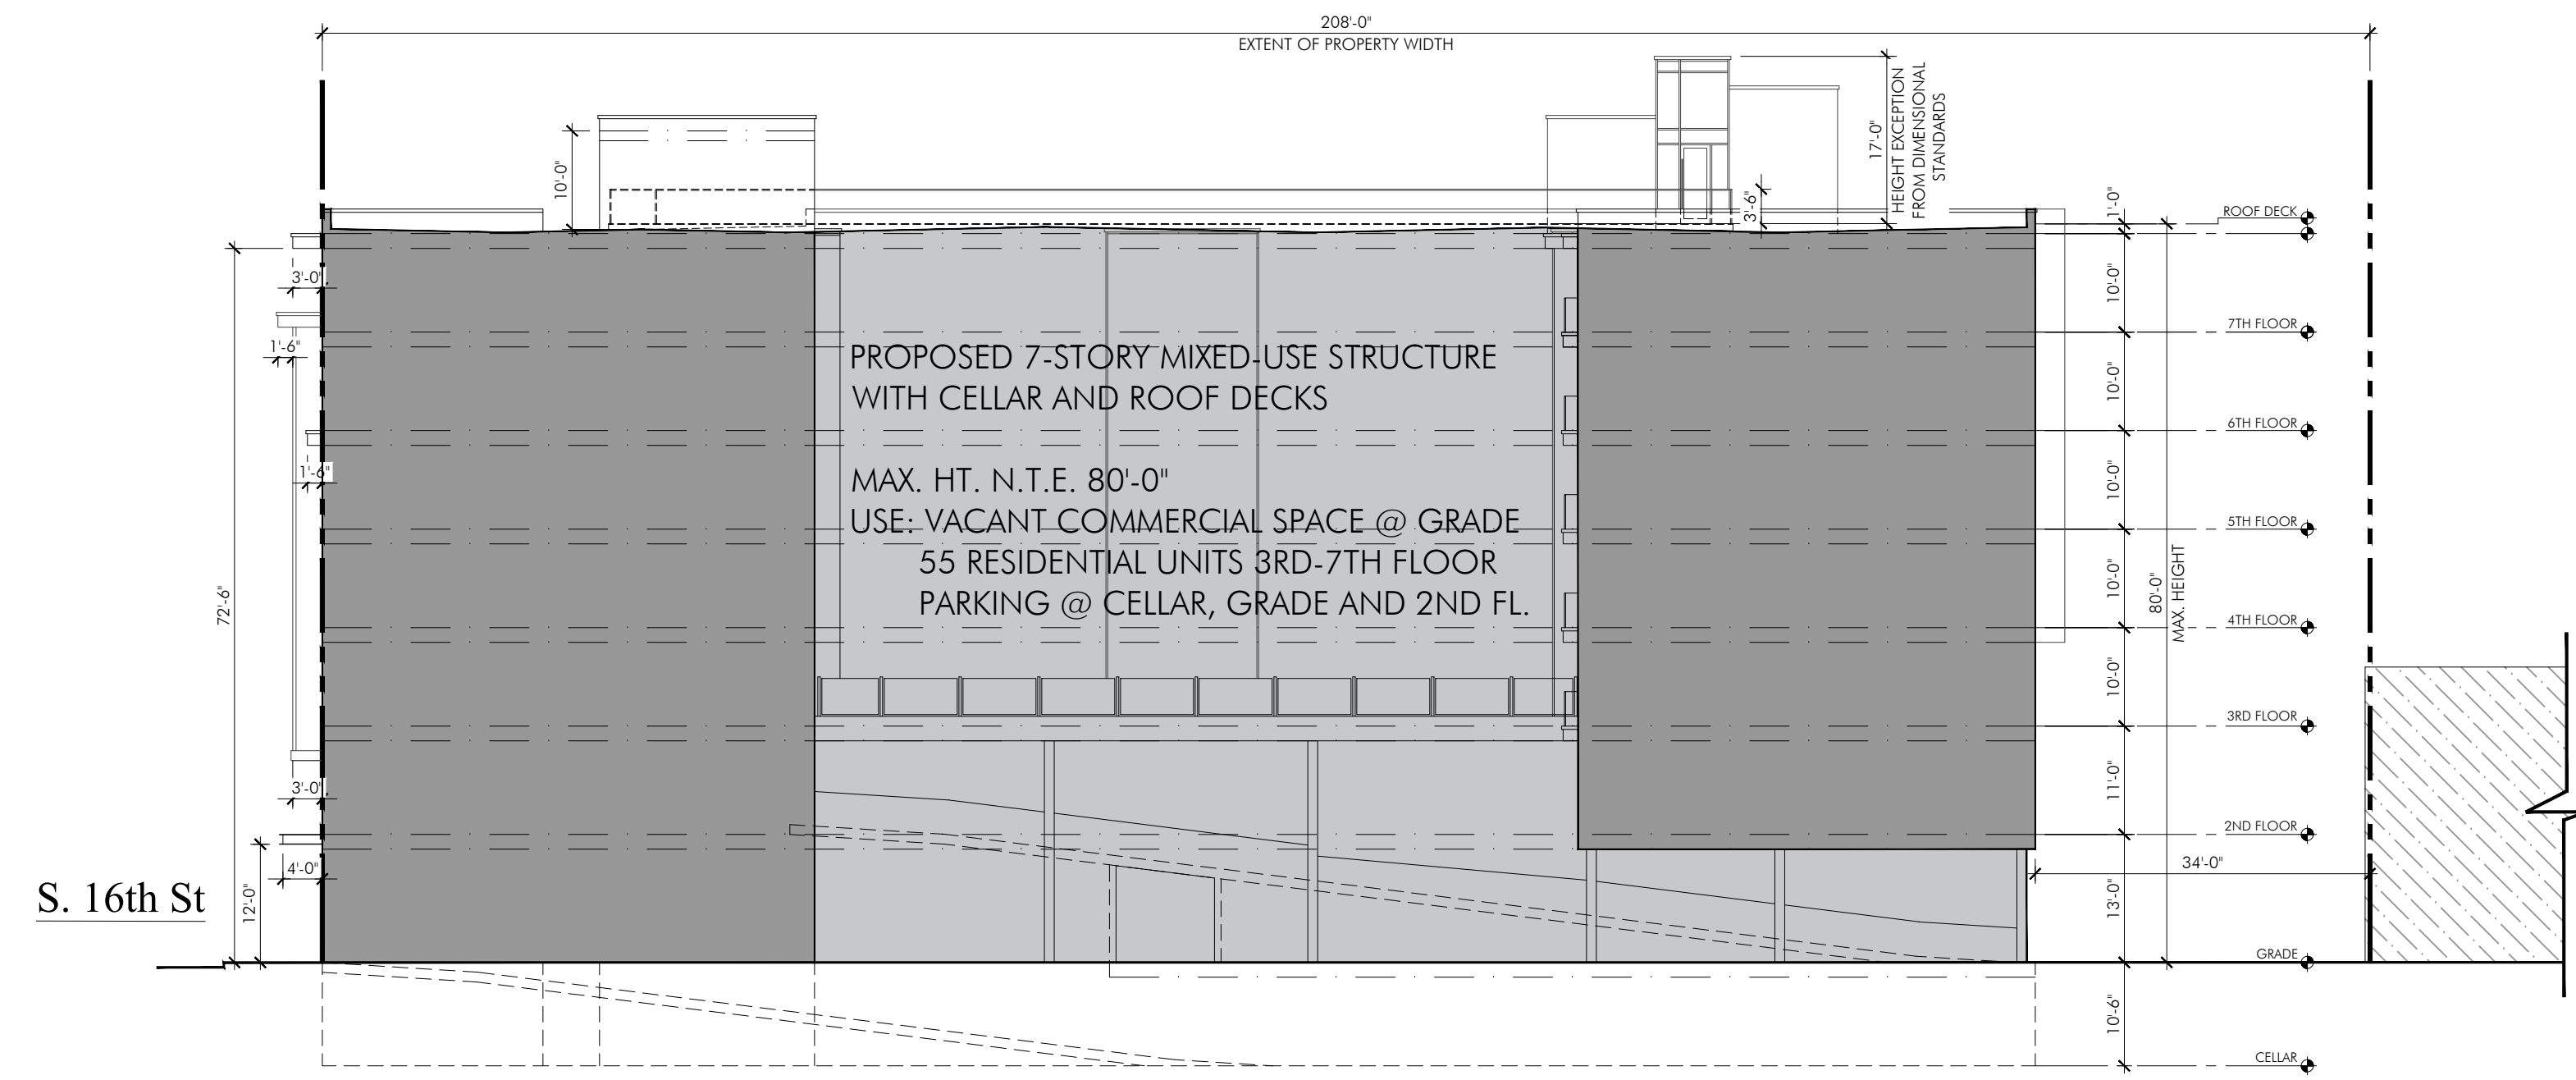 208'-0"
EXTENT OF PROPERTY WIDTH
17'-0"
HEIGHT EXCEPTION
FROM DIMENSIONAL
STANDARDS
10'-0"
3'-6"
1'-0"
ROOF DECK
3'-0"
10'-0"
7TH FLOOR
1'-6"
PROPOSED 7-STORY MIXED-USE STRUCTURE
WITH CELLAR AND ROOF DECKS
10'-0"
6TH FLOOR
1'-6"
MAX. HT. N.T.E. 80'-0"
USE: VACANT COMMERCIAL SPACE @ GRADE
55 RESIDENTIAL UNITS 3RD-7TH FLOOR
PARKING @ CELLAR, GRADE AND 2ND FL.
10'-0"
5TH FLOOR
72'-6"
10'-0"
80'-0"
MAX. HEIGHT
4TH FLOOR
10'-0"
3RD FLOOR
3'-0"
11'-0"
2ND FLOOR
4'-0"
34'-0"
S. 16th St
12'-0"
13'-0"
GRADE
10'-6"
CELLAR